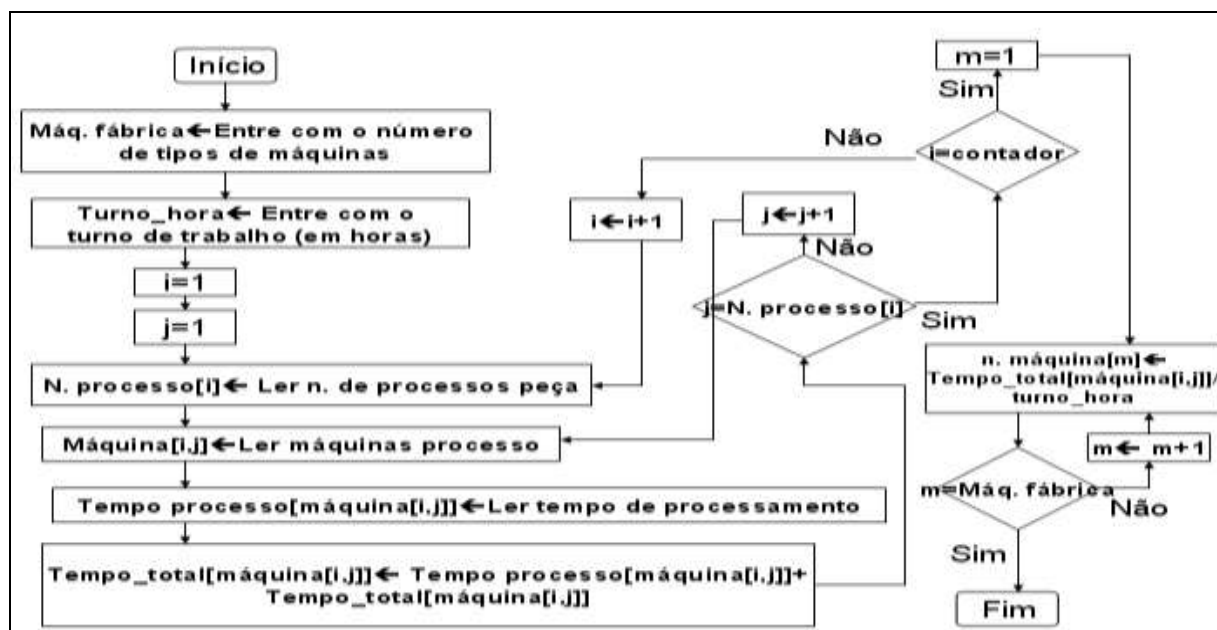 Início
Máq. fábrica←Entre com o número
de tipos de máquinas
Turno_hora← Entre com o
turno de trabalho (em horas)
i=1
j=1
N. processo[i]← Ler n. de processos peça
Máquina[i,j]←Ler máquinas processo
Tempo processo[máquina[i,j]]←Ler tempo de processamento
Tempo_total[máquina[i,j]]← Tempo processo[máquina[i,j]]+
Tempo_total[máquina[i,j]]
j=N. processo[i]
Não
Sim
j←j+1
i=contador
Não
Sim
i←i+1
m=1
n. máquina[m]←
Tempo_total[máquina[i,j]]/
turno_hora
m=Máq. fábrica
Não
m← m+1
Sim
Fim